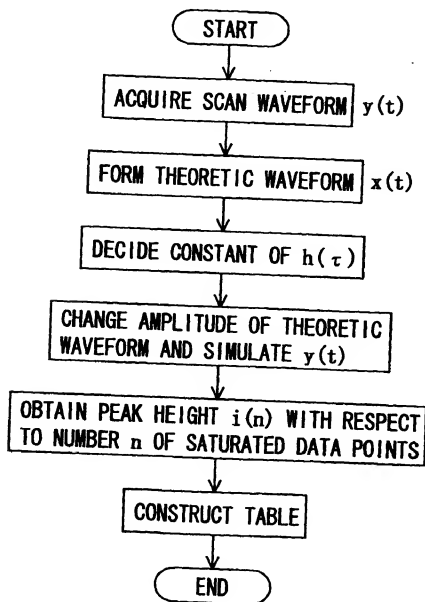 START
ACQUIRE SCAN WAVEFORM y(t)
FORM THEORETIC WAVEFORM x(t)
DECIDE CONSTANT OF h(τ)
CHANGE AMPLITUDE OF THEORETIC
WAVEFORM AND SIMULATE y(t)
OBTAIN PEAK HEIGHT i(n) WITH RESPECT
TO NUMBER n OF SATURATED DATA POINTS
CONSTRUCT TABLE
END